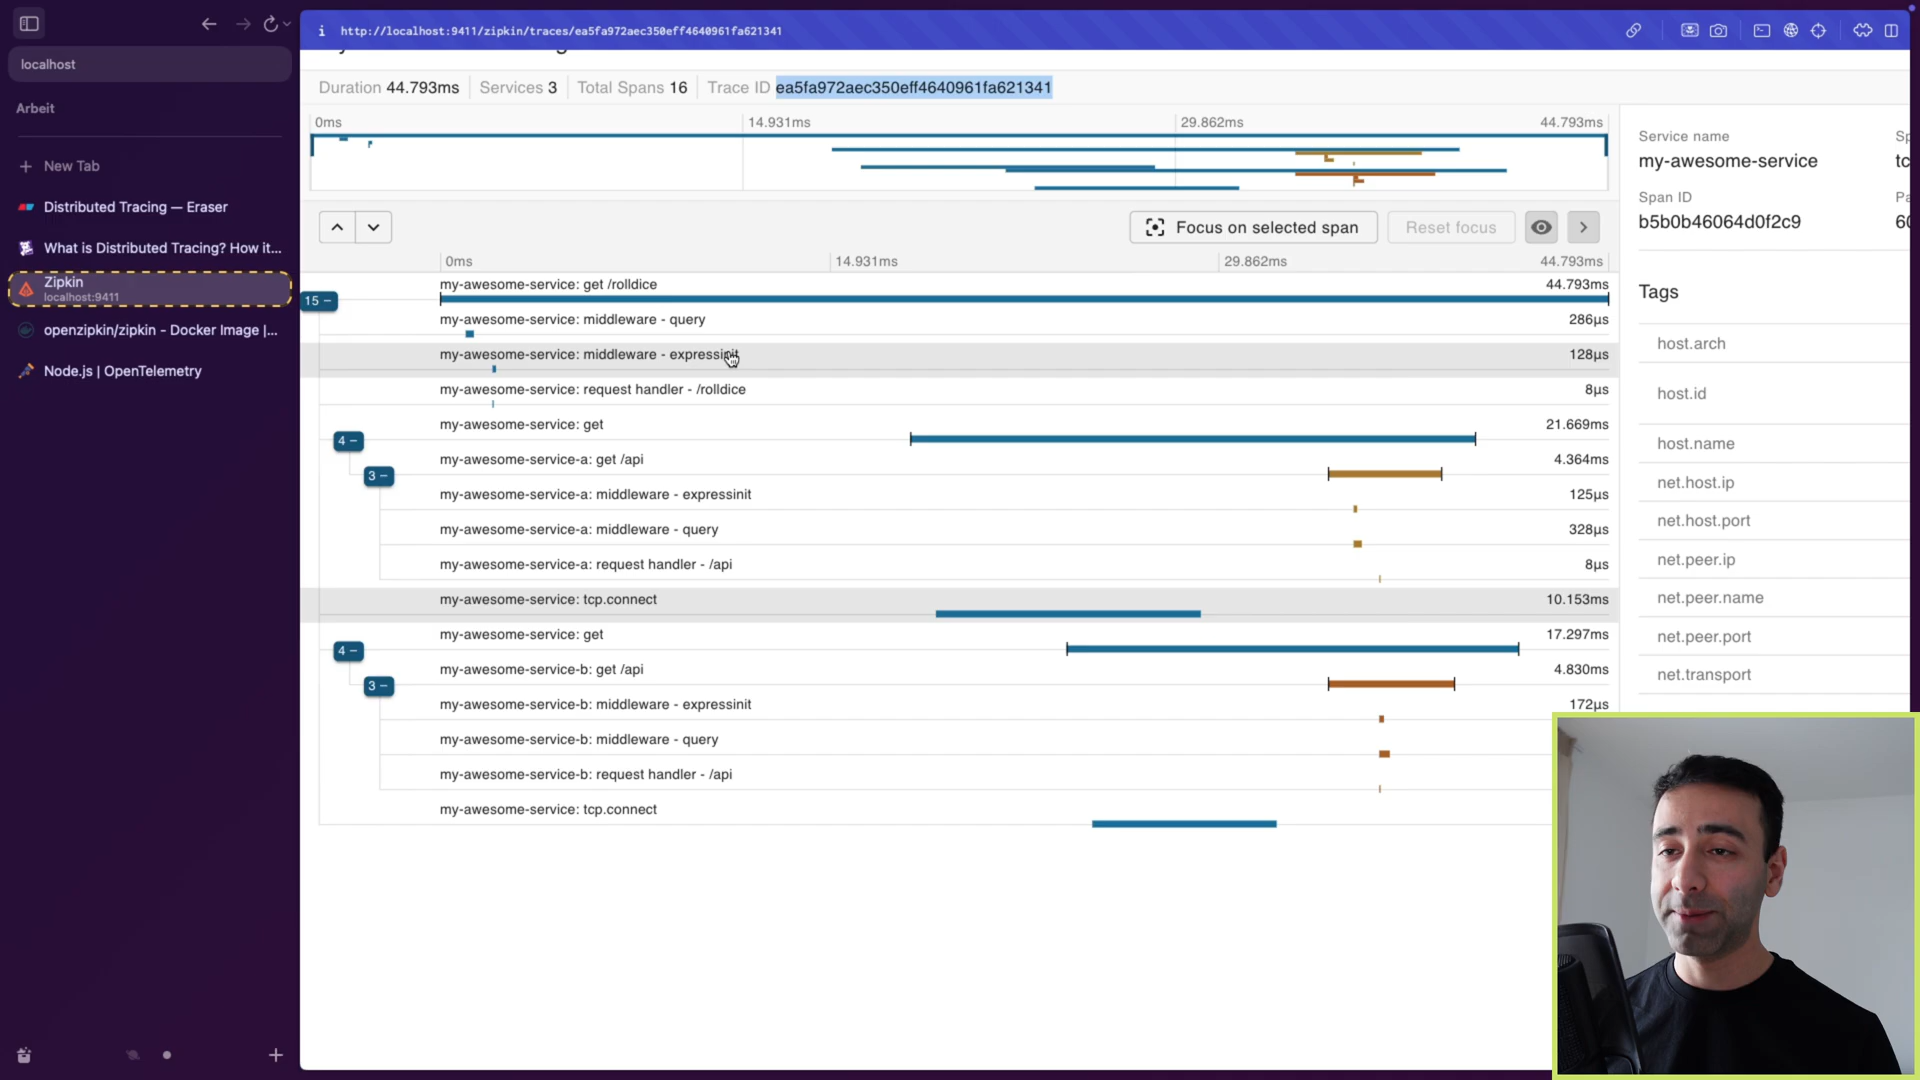 http://localhost:9411/zipkin/traces/ea5fa972aec350eff4640961fa621341
localhost
Arbeit
New Tab
Distributed Tracing — Eraser
What is Distributed Tracing? How it...
Zipkin
localhost:9411
openzipkin/zipkin - Docker Image |...
Node.js | OpenTelemetry
Duration 44.793ms Services 3 Total Spans 16 Trace ID ea5fa972aec350eff4640961fa621341
0ms 14.931ms 29.862ms 44.793ms
Focus on selected span Reset focus
0ms 14.931ms 29.862ms 44.793ms
my-awesome-service: get /rolldice 44.793ms
15 −
my-awesome-service: middleware - query 286μs
my-awesome-service: middleware - expressinit 128μs
my-awesome-service: request handler - /rolldice 8μs
my-awesome-service: get 21.669ms
4 −
my-awesome-service-a: get /api 4.364ms
3 −
my-awesome-service-a: middleware - expressinit 125μs
my-awesome-service-a: middleware - query 328μs
my-awesome-service-a: request handler - /api 8μs
my-awesome-service: tcp.connect 10.153ms
my-awesome-service: get 17.297ms
4 −
my-awesome-service-b: get /api 4.830ms
3 −
my-awesome-service-b: middleware - expressinit 172μs
my-awesome-service-b: middleware - query
my-awesome-service-b: request handler - /api
my-awesome-service: tcp.connect
Service name
my-awesome-service
Span ID
b5b0b46064d0f2c9
Tags
host.arch
host.id
host.name
net.host.ip
net.host.port
net.peer.ip
net.peer.name
net.peer.port
net.transport